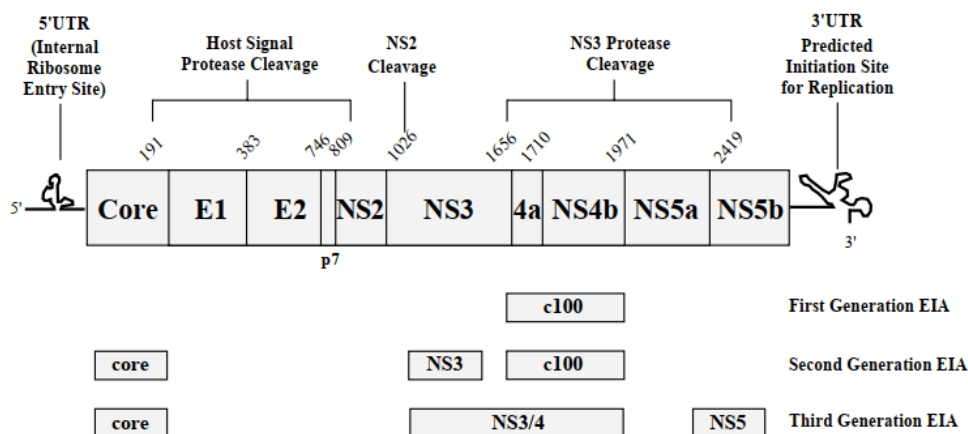 5'UTR
(Internal
Ribosome
Entry Site)
Host Signal
Protease Cleavage
NS2
Cleavage
NS3 Protease
Cleavage
3'UTR
Predicted
Initiation Site
for Replication
191
383
746
809
1026
1656
1710
1971
2419
5'
Core
E1
E2
NS2
NS3
4a
NS4b
NS5a
NS5b
3'
p7
c100
First Generation EIA
core
NS3
c100
Second Generation EIA
core
NS3/4
NS5
Third Generation EIA